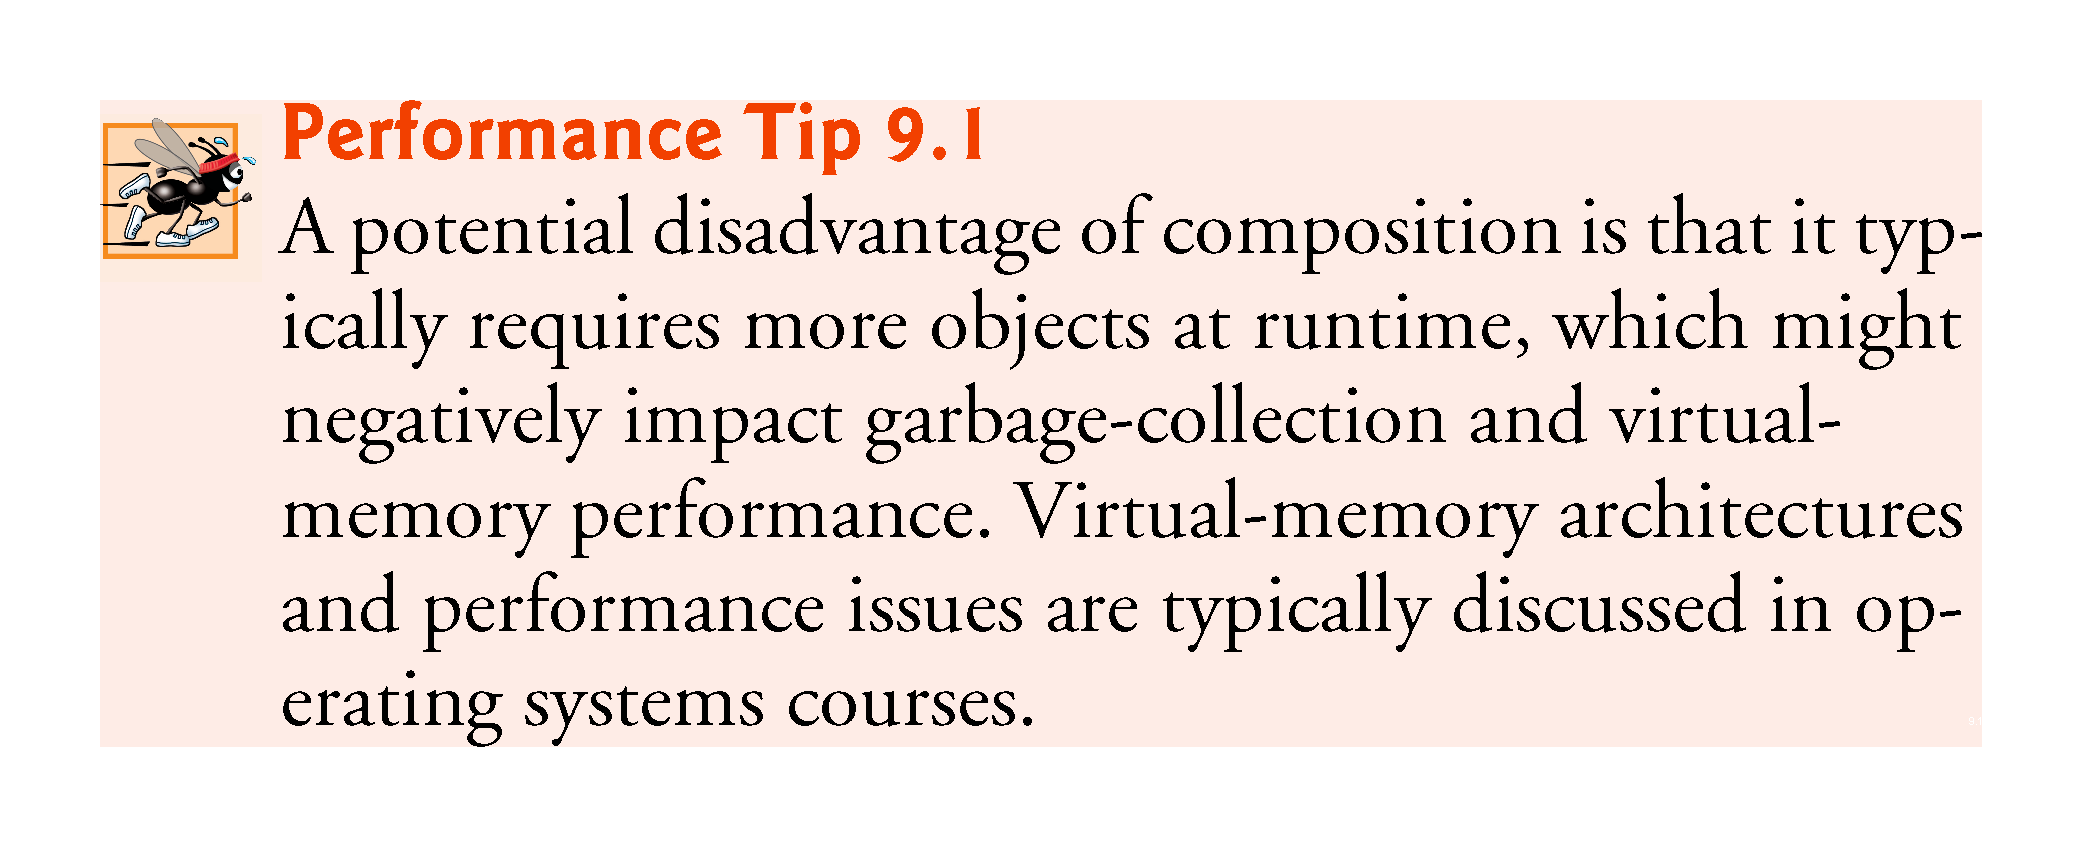 Performance Tip 9.1
A potential disadvantage of composition is that it typ-
ically requires more objects at runtime, which might
negatively impact garbage-collection and virtual-
memory performance. Virtual-memory architectures
and performance issues are typically discussed in op-
erating systems courses.
81